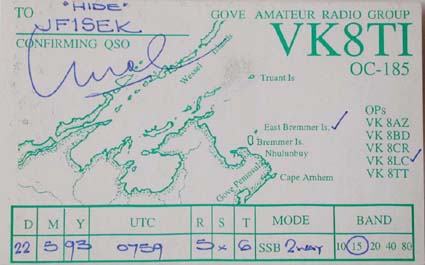 TO "HIDE"
JF1SEK
GOVE AMATEUR RADIO GROUP
CONFIRMING QSO
VK8TI
OC-185
Wessel Islands
Truant Is
East Bremmer Is. ✓
Bremmer Is.
Nhulunbuy
Gove Peninsula
Cape Arnhem
OPs
VK 8AZ
VK 8BD
VK 8CR
VK 8LC ✓
VK 8TT
D M Y UTC R S T MODE BAND
22 5 93 0759 5 x 6 SSB 2way 10 15 20 40 80